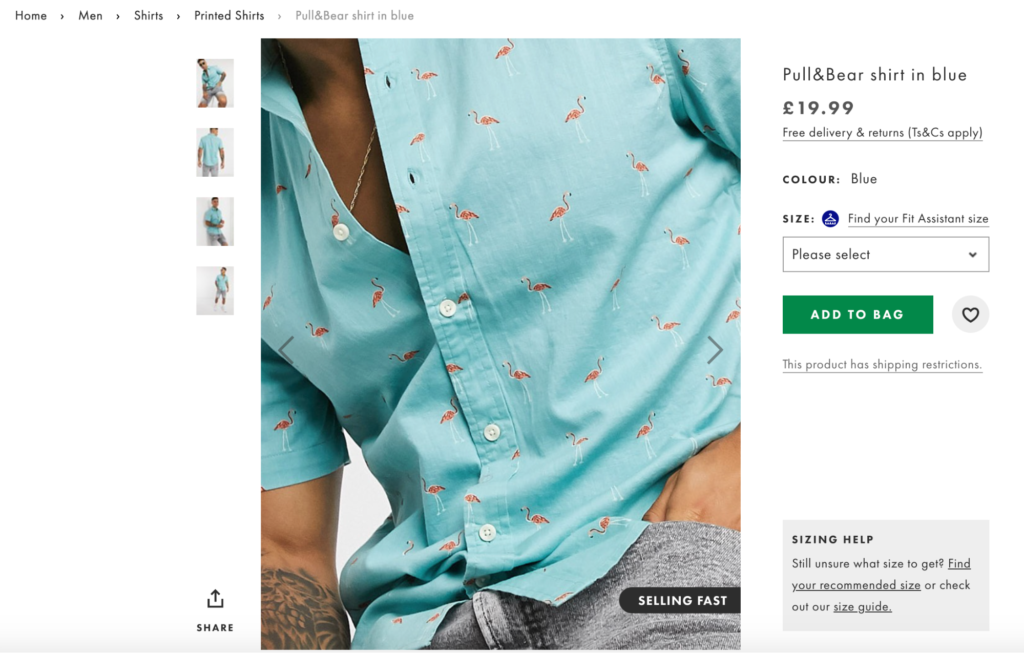 Home › Men › Shirts › Printed Shirts › Pull&Bear shirt in blue
Pull&Bear shirt in blue
£19.99
Free delivery & returns (Ts&Cs apply)
COLOUR: Blue
SIZE: Find your Fit Assistant size
Please select
ADD TO BAG
This product has shipping restrictions.
SIZING HELP
Still unsure what size to get? Find
your recommended size or check
out our size guide.
SELLING FAST
SHARE